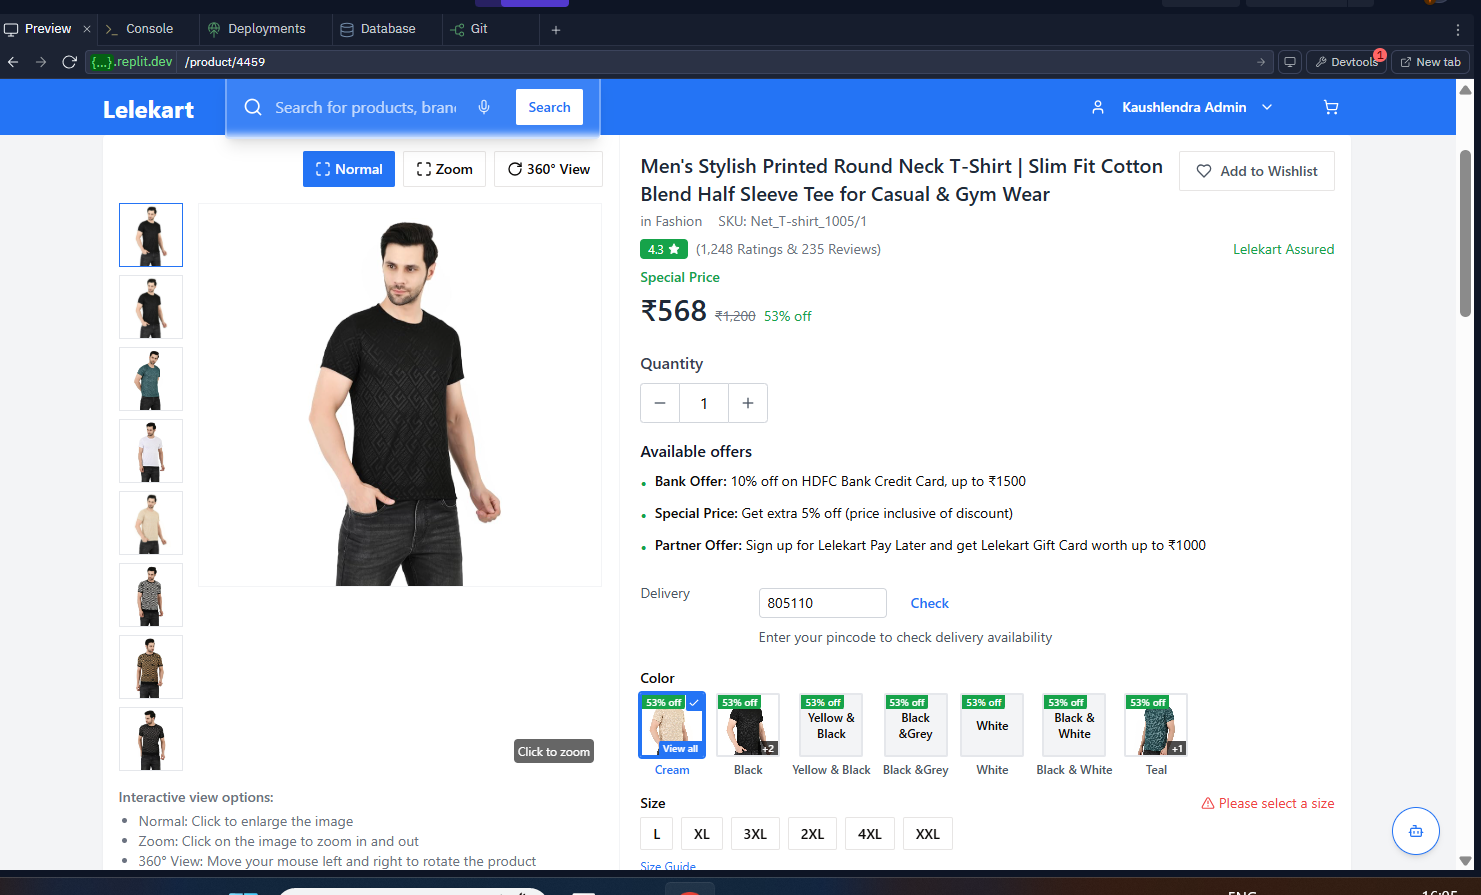 Preview
Console
Deployments
Database
Git
{...}.replit.dev /product/4459
Devtools 1
New tab
Lelekart
Search for products, bran
Search
Kaushlendra Admin
Normal
Zoom
360° View
Men's Stylish Printed Round Neck T-Shirt | Slim Fit Cotton
Blend Half Sleeve Tee for Casual & Gym Wear
Add to Wishlist
in Fashion SKU: Net_T-shirt_1005/1
4.3 ★ (1,248 Ratings & 235 Reviews)
Lelekart Assured
Special Price
₹568 ₹1,200 53% off
Quantity
− 1 +
Available offers
• Bank Offer: 10% off on HDFC Bank Credit Card, up to ₹1500
• Special Price: Get extra 5% off (price inclusive of discount)
• Partner Offer: Sign up for Lelekart Pay Later and get Lelekart Gift Card worth up to ₹1000
Delivery
805110
Check
Enter your pincode to check delivery availability
Color
53% off
View all
Cream
53% off
+2
Black
53% off
Yellow &
Black
Yellow & Black
53% off
Black
&Grey
Black &Grey
53% off
White
White
53% off
Black &
White
Black & White
53% off
+1
Teal
Click to zoom
Interactive view options:
• Normal: Click to enlarge the image
• Zoom: Click on the image to zoom in and out
• 360° View: Move your mouse left and right to rotate the product
Size
Please select a size
L
XL
3XL
2XL
4XL
XXL
Size Guide
ENG
16:05